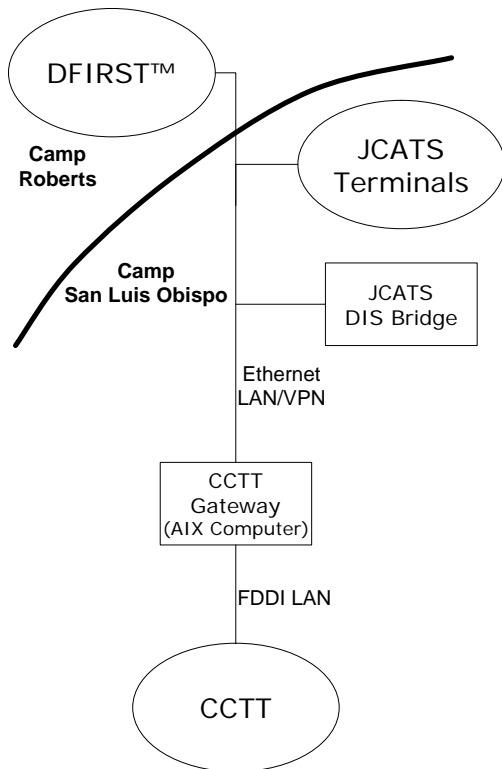 DFIRST™
Camp
Roberts
JCATS
Terminals
Camp
San Luis Obispo
JCATS
DIS Bridge
Ethernet
LAN/VPN
CCTT
Gateway
(AIX Computer)
FDDI LAN
CCTT